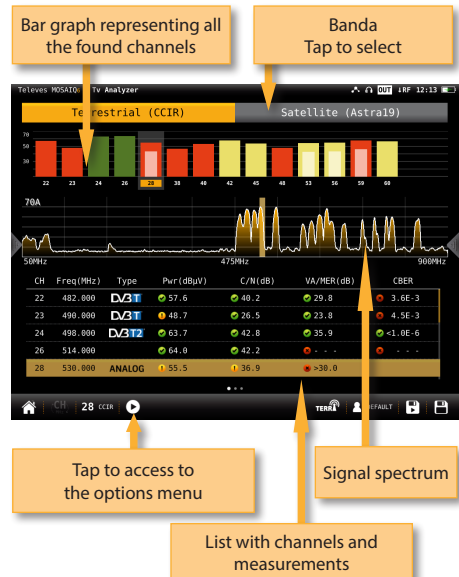 Bar graph representing all
the found channels
Banda
Tap to select
Televes MOSAIQ6 Tv Analyzer
OUT ↓RF 12:13
Terrestrial (CCIR)
Satellite (Astra19)
70
50
30
22 23 24 26 28 38 40 42 45 48 53 56 59 60
70A
50MHz 475MHz 900MHz
CH Freq(MHz) Type Pwr(dBµV) C/N(dB) VA/MER(dB) CBER
22 482.000 DVB T 57.6 40.2 29.8 3.6E-3
23 490.000 DVB T 48.7 26.5 23.8 4.5E-3
24 498.000 DVB T2 63.7 42.8 35.9 <1.0E-6
26 514.000 64.0 42.2 - - - - - -
28 530.000 ANALOG 55.5 36.9 >30.0
CH 28 CCIR TERR DEFAULT
Tap to access to
the options menu
Signal spectrum
List with channels and
measurements